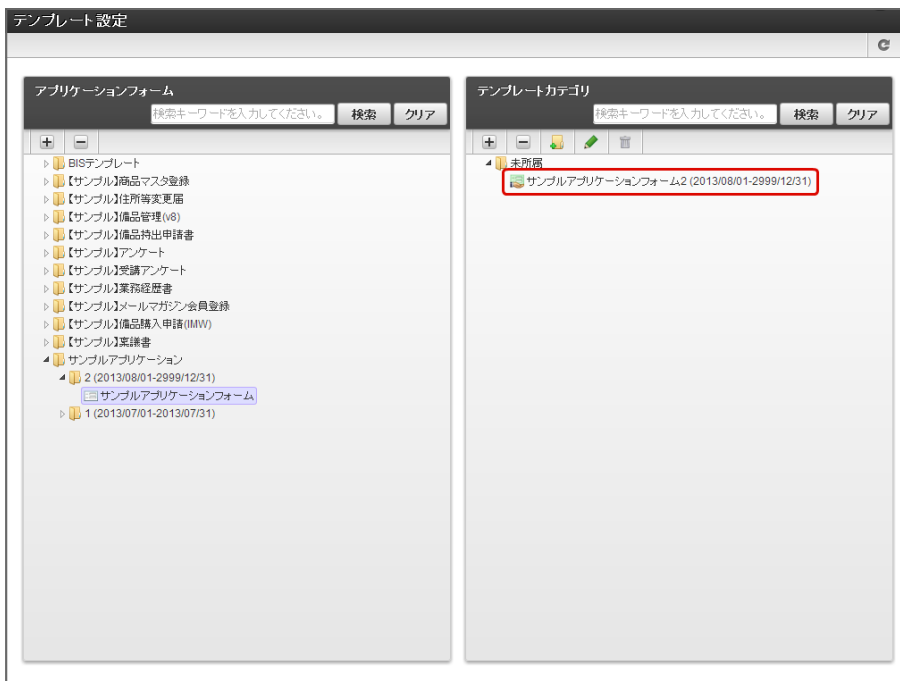 テンプレート設定
アプリケーションフォーム
検索キーワードを入力してください。 検索 クリア
BISテンプレート
【サンプル】商品マスタ登録
【サンプル】住所等変更届
【サンプル】備品管理(v8)
【サンプル】備品持出申請書
【サンプル】アンケート
【サンプル】受講アンケート
【サンプル】業務経歴書
【サンプル】メールマガジン会員登録
【サンプル】備品購入申請(IMW)
【サンプル】稟議書
サンプルアプリケーション
2 (2013/08/01-2999/12/31)
サンプルアプリケーションフォーム
1 (2013/07/01-2013/07/31)
テンプレートカテゴリ
検索キーワードを入力してください。 検索 クリア
未所属
サンプルアプリケーションフォーム2 (2013/08/01-2999/12/31)